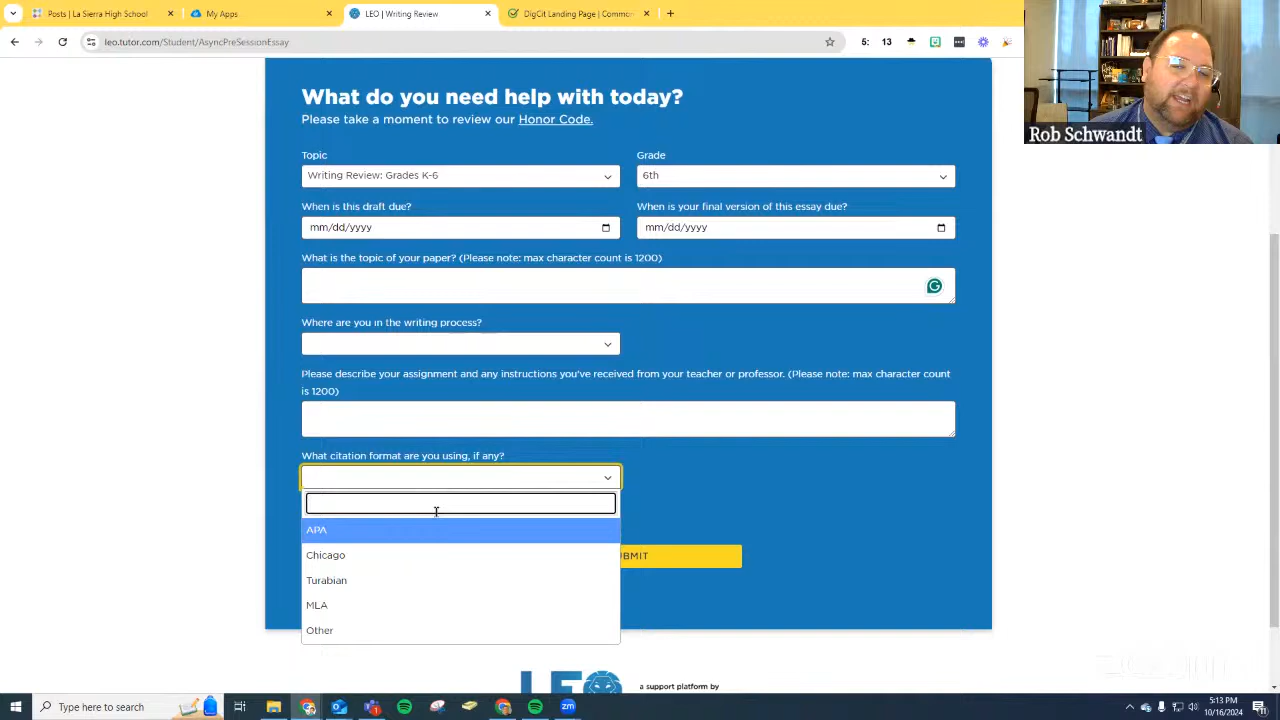 Posts | La Sierra High School
My Apps
LEO | Writing Review
DigCit Landing Page | Common
leo.tutor.com/Student/AsyncPreSessionEssay
5: 13
Rob Schwandt
What do you need help with today?
Please take a moment to review our Honor Code.
Topic
Grade
Writing Review: Grades K-6
6th
When is this draft due?
When is your final version of this essay due?
mm/dd/yyyy
mm/dd/yyyy
What is the topic of your paper? (Please note: max character count is 1200)
Where are you in the writing process?
Please describe your assignment and any instructions you've received from your teacher or professor. (Please note: max character count
is 1200)
What citation format are you using, if any?
APA
Chicago
UBMIT
Turabian
MLA
Other
LEO
a support platform by
Type here to search
5:13 PM
10/16/2024